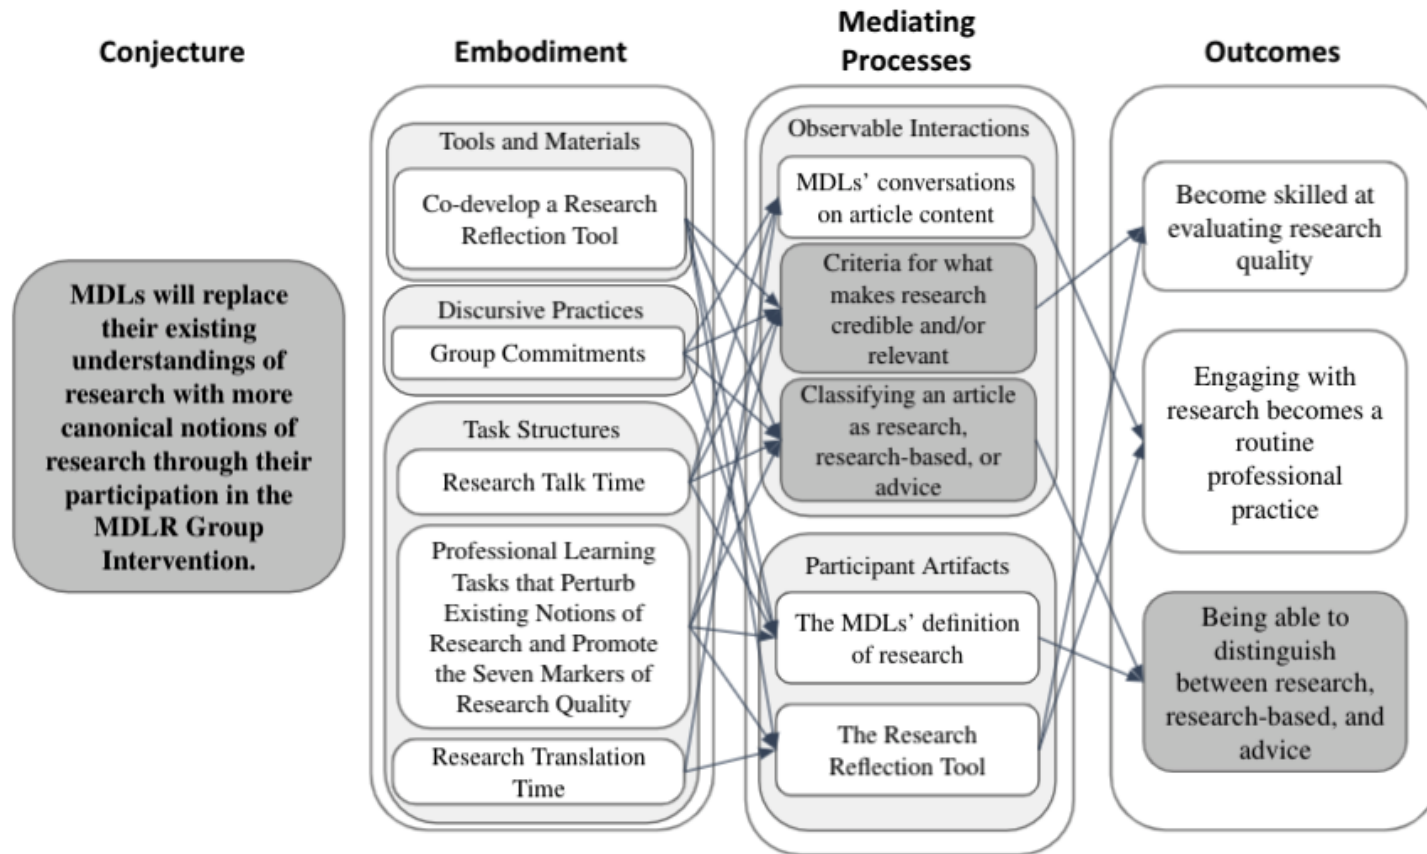 Conjecture
MDLs will replace
their existing
understandings of
research with more
canonical notions of
research through their
participation in the
MDLR Group
Intervention.
Embodiment
Tools and Materials
Co-develop a Research
Reflection Tool
Discursive Practices
Group Commitments
Task Structures
Research Talk Time
Professional Learning
Tasks that Perturb
Existing Notions of
Research and Promote
the Seven Markers of
Research Quality
Research Translation
Time
Mediating
Processes
Observable Interactions
MDLs’ conversations
on article content
Criteria for what
makes research
credible and/or
relevant
Classifying an article
as research,
research-based, or
advice
Participant Artifacts
The MDLs’ definition
of research
The Research
Reflection Tool
Outcomes
Become skilled at
evaluating research
quality
Engaging with
research becomes a
routine
professional
practice
Being able to
distinguish
between research,
research-based, and
advice